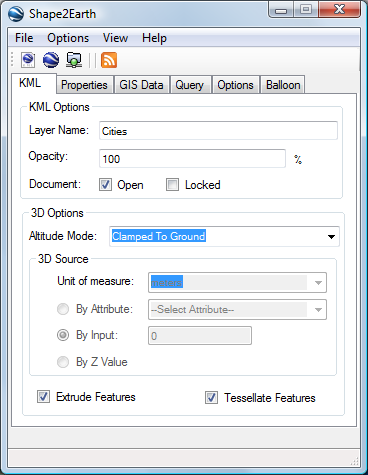 Shape2Earth
File Options View Help
KML Properties GIS Data Query Options Balloon
KML Options
Layer Name: Cities
Opacity: 100 %
Document: Open Locked
3D Options
Altitude Mode: Clamped To Ground
3D Source
Unit of measure:
By Attribute: --Select Attribute--
By Input: 0
By Z Value
Extrude Features Tessellate Features